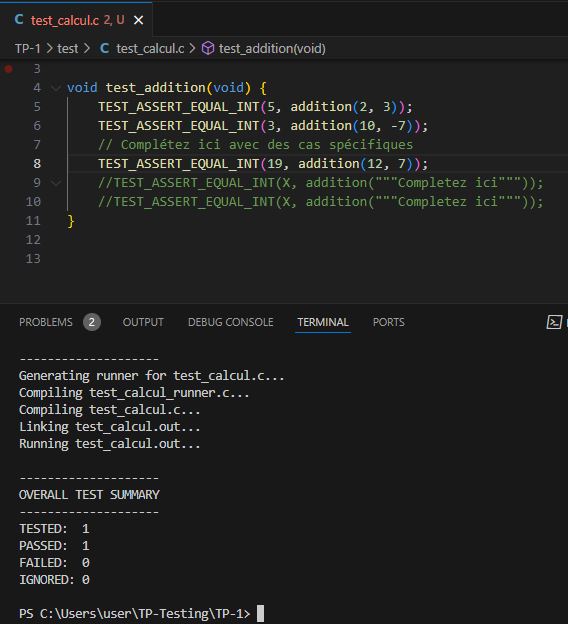 C test_calcul.c 2, U ×
TP-1 > test > C test_calcul.c > test_addition(void)
3
4 void test_addition(void) {
5 TEST_ASSERT_EQUAL_INT(5, addition(2, 3));
6 TEST_ASSERT_EQUAL_INT(3, addition(10, -7));
7 // Complétez ici avec des cas spécifiques
8 TEST_ASSERT_EQUAL_INT(19, addition(12, 7));
9 //TEST_ASSERT_EQUAL_INT(X, addition("""Completez ici"""));
10 //TEST_ASSERT_EQUAL_INT(X, addition("""Completez ici"""));
11 }
12
13
PROBLEMS 2 OUTPUT DEBUG CONSOLE TERMINAL PORTS
--------------------
Generating runner for test_calcul.c...
Compiling test_calcul_runner.c...
Compiling test_calcul.c...
Linking test_calcul.out...
Running test_calcul.out...
--------------------
OVERALL TEST SUMMARY
--------------------
TESTED: 1
PASSED: 1
FAILED: 0
IGNORED: 0
PS C:\Users\user\TP-Testing\TP-1>